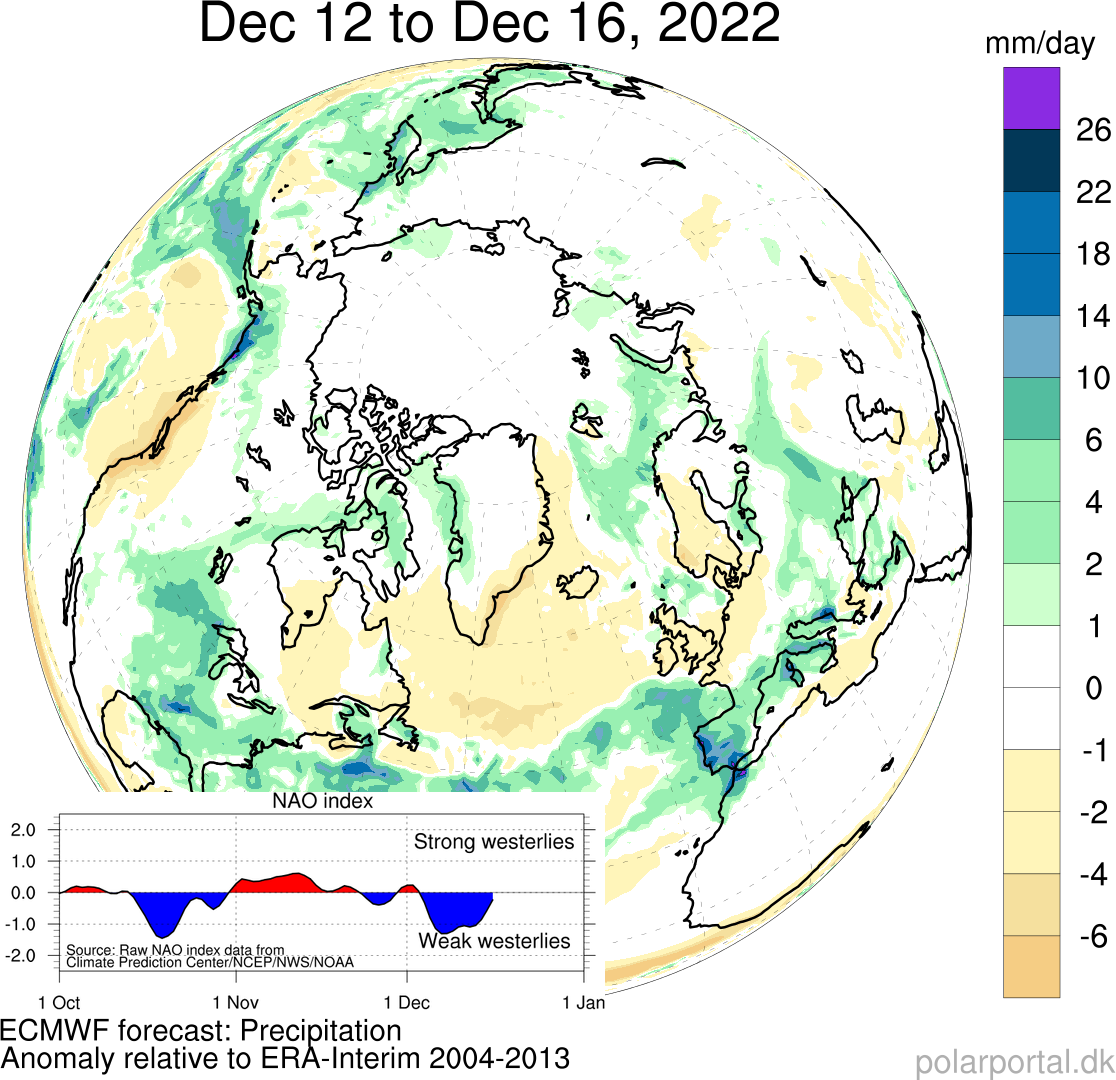 Dec 12 to Dec 16, 2022
mm/day
26
22
18
14
10
6
4
2
1
0
-1
-2
-4
-6
NAO index
2.0
1.0
0.0
-1.0
-2.0
Strong westerlies
Weak westerlies
Source: Raw NAO index data from
Climate Prediction Center/NCEP/NWS/NOAA
1 Oct 1 Nov 1 Dec 1 Jan
ECMWF forecast: Precipitation
Anomaly relative to ERA-Interim 2004-2013
polarportal.dk